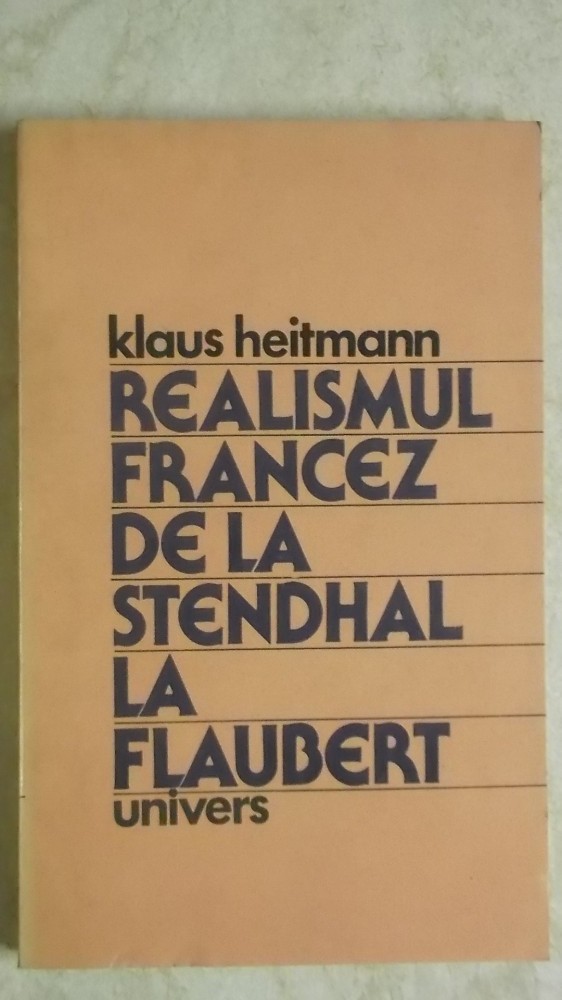 klaus heitmann
REALISMUL
FRANCEZ
DE LA
STENDHAL
LA
FLAUBERT
univers